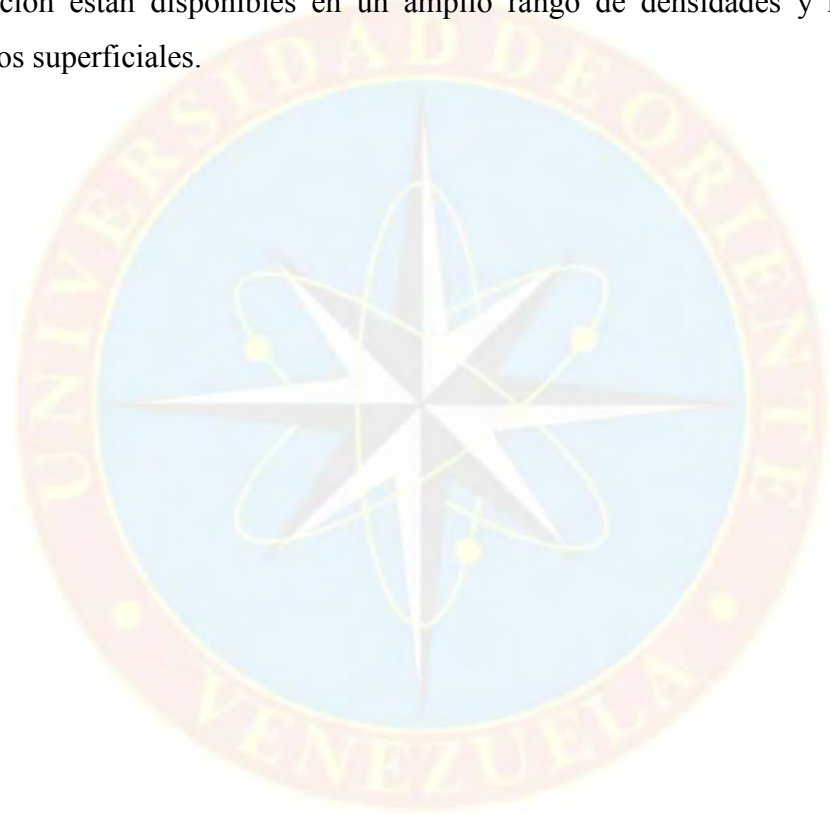 ción están disponibles en un amplio rango de densidades y
os superficiales.
UNIVERSIDAD DE ORIENTE
VENEZUELA